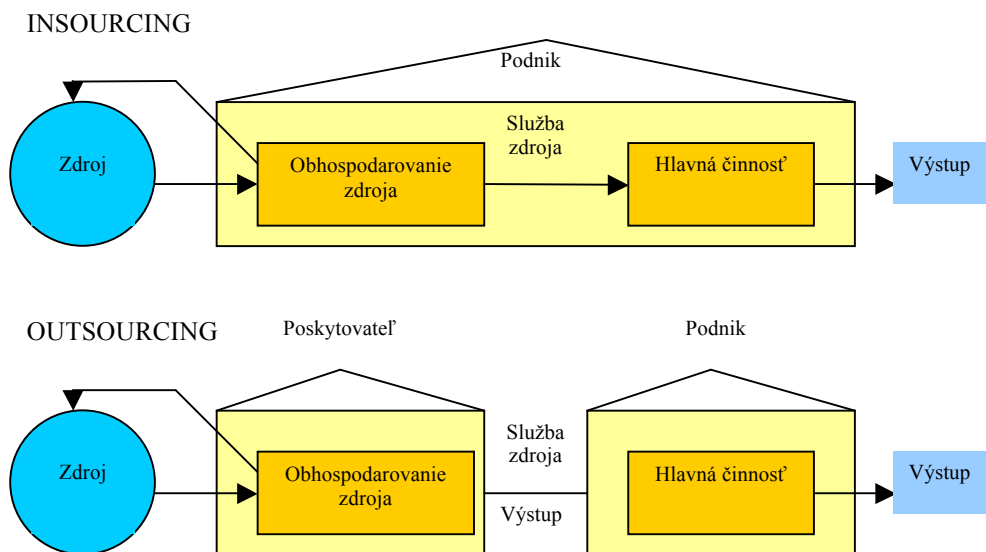 INSOURCING
Podnik
Zdroj
Obhospodarovanie
zdroja
Služba
zdroja
Hlavná činnosť
Výstup
OUTSOURCING
Poskytovateľ
Podnik
Zdroj
Obhospodarovanie
zdroja
Služba
zdroja
Výstup
Hlavná činnosť
Výstup